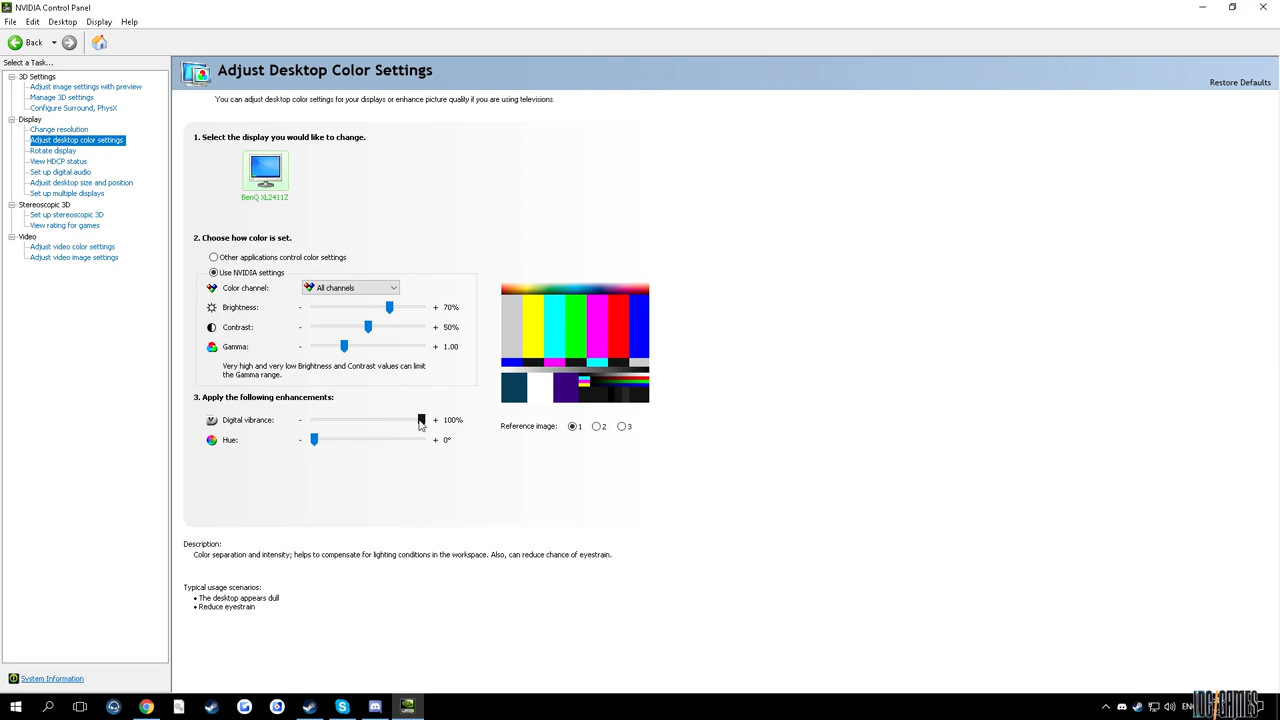 NVIDIA Control Panel
File Edit Desktop Display Help
Back
Select a Task...
3D Settings
Adjust image settings with preview
Manage 3D settings
Configure Surround, PhysX
Display
Change resolution
Adjust desktop color settings
Rotate display
View HDCP status
Set up digital audio
Adjust desktop size and position
Set up multiple displays
Stereoscopic 3D
Set up stereoscopic 3D
View rating for games
Video
Adjust video color settings
Adjust video image settings
System Information
Adjust Desktop Color Settings
Restore Defaults
You can adjust desktop color settings for your displays or enhance picture quality if you are using televisions.
1. Select the display you would like to change.
BenQ XL2411Z
2. Choose how color is set.
Other applications control color settings
Use NVIDIA settings
Color channel: All channels
Brightness: - + 70%
Contrast: - + 50%
Gamma: - + 1.00
Very high and very low Brightness and Contrast values can limit
the Gamma range.
3. Apply the following enhancements:
Digital vibrance: - + 100%
Hue: - + 0°
Reference image: 1 2 3
Description:
Color separation and intensity; helps to compensate for lighting conditions in the workspace. Also, can reduce chance of eyestrain.
Typical usage scenarios:
• The desktop appears dull
• Reduce eyestrain